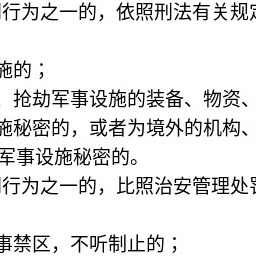 行为之一的，依照刑法有关规
施的；
、抢劫军事设施的装备、物资、
施秘密的，或者为境外的机构、
军事设施秘密的。
行为之一的，比照治安管理处
事禁区，不听制止的；